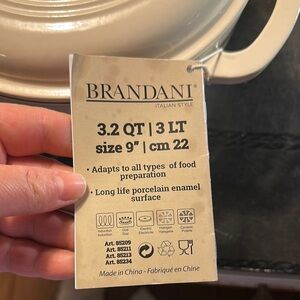 BRANDANI
ITALIAN STYLE
3.2 QT | 3 LT
size 9" | cm 22
· Adapts to all types of food
preparation
· Long life porcelain enamel
surface
Art. 85209
Art. 85211
Art. 85213
Art. 85234
Made in China - Fabriqué en Chine